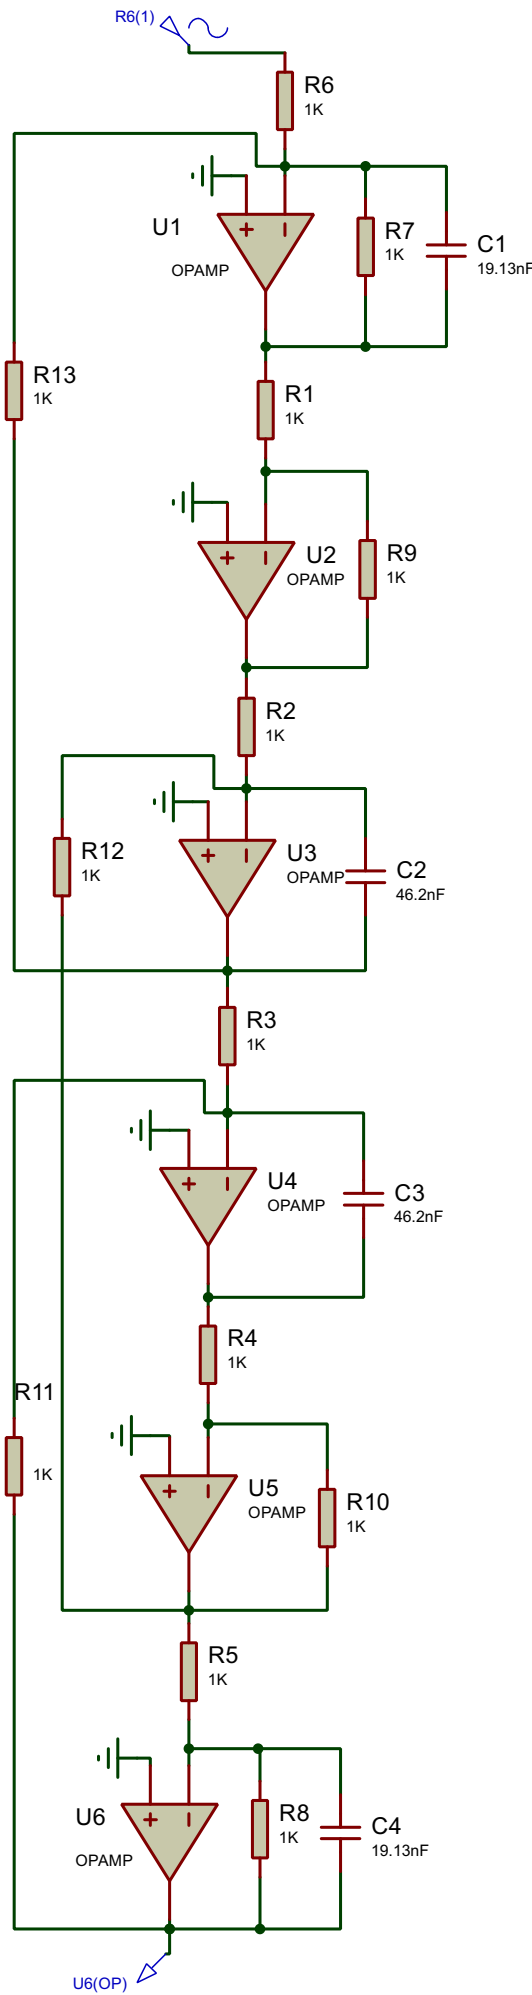 R6(1)
R6
1K
U1
OPAMP
+
R7
1K
C1
19.13nF
R13
1K
R1
1K
U2
OPAMP
+
R9
1K
R2
1K
R12
1K
U3
OPAMP
+
C2
46.2nF
R3
1K
U4
OPAMP
+
C3
46.2nF
R4
1K
R11
1K
U5
OPAMP
+
R10
1K
R5
1K
U6
OPAMP
+
R8
1K
C4
19.13nF
U6(OP)